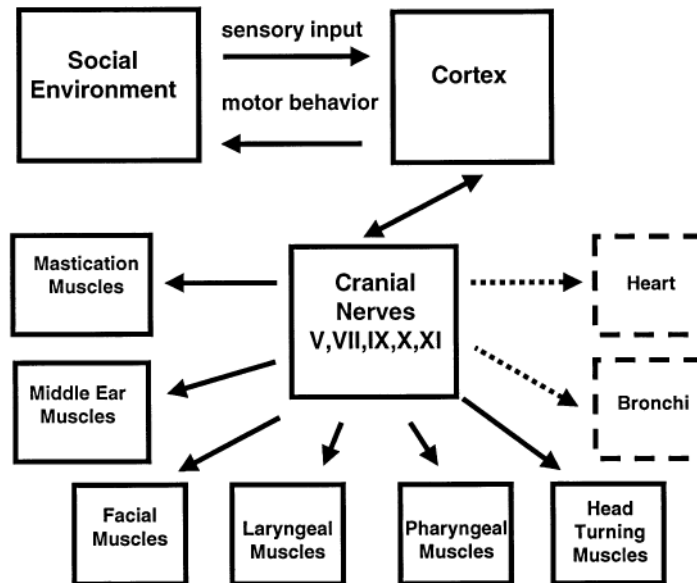 Social
Environment
sensory input
motor behavior
Cortex
Mastication
Muscles
Cranial
Nerves
V,VII,IX,X,XI
Heart
Middle Ear
Muscles
Bronchi
Facial
Muscles
Laryngeal
Muscles
Pharyngeal
Muscles
Head
Turning
Muscles